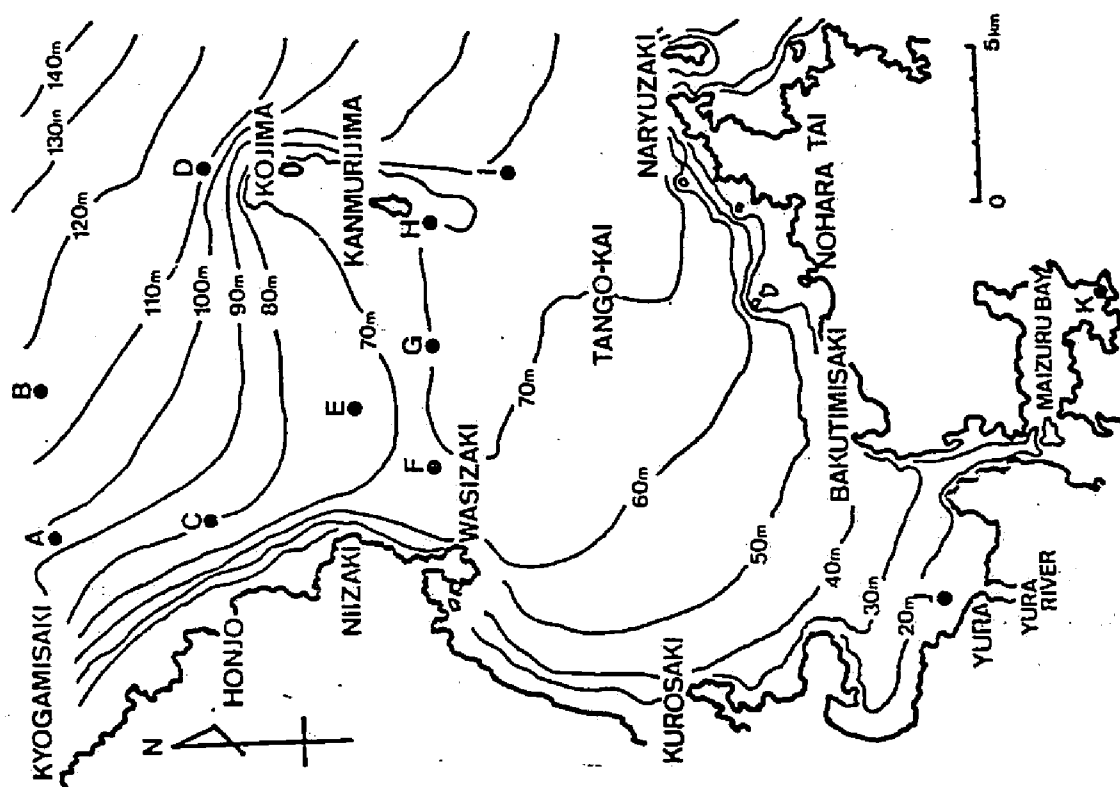 KYOGAMISAKI
A
B
110m
120m
130m
140m
C
100m
D
HONJO
90m
80m
KOJIMA
N
NIIZAKI
E
70m
KANMURIJIMA
F
G
H
WASIZAKI
I
70m
TANGO-KAI
NARYUZAKI
KUROSAKI
60m
50m
40m
BAKUTIMISAKI
NOHARA
TAI
30m
20m
J
YURA
YURA
RIVER
MAIZURU BAY
K
0
5km